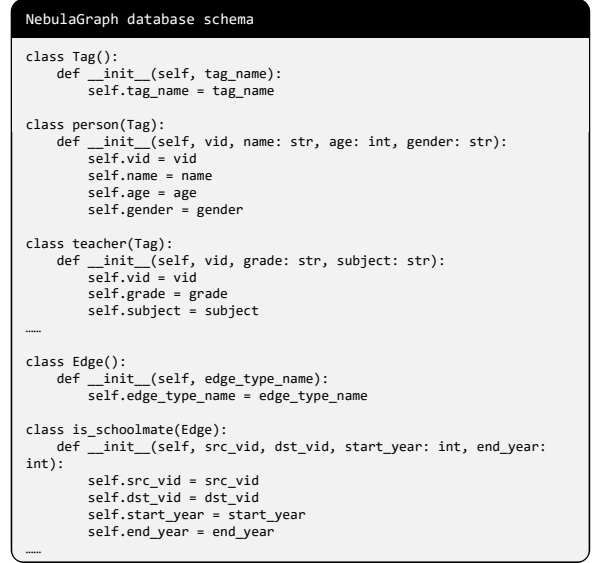 NebulaGraph database schema
class Tag():
    def __init__(self, tag_name):
        self.tag_name = tag_name
class person(Tag):
    def __init__(self, vid, name: str, age: int, gender: str):
        self.vid = vid
        self.name = name
        self.age = age
        self.gender = gender
class teacher(Tag):
    def __init__(self, vid, grade: str, subject: str):
        self.vid = vid
        self.grade = grade
        self.subject = subject
……
class Edge():
    def __init__(self, edge_type_name):
        self.edge_type_name = edge_type_name
class is_schoolmate(Edge):
    def __init__(self, src_vid, dst_vid, start_year: int, end_year:
int):
        self.src_vid = src_vid
        self.dst_vid = dst_vid
        self.start_year = start_year
        self.end_year = end_year
……